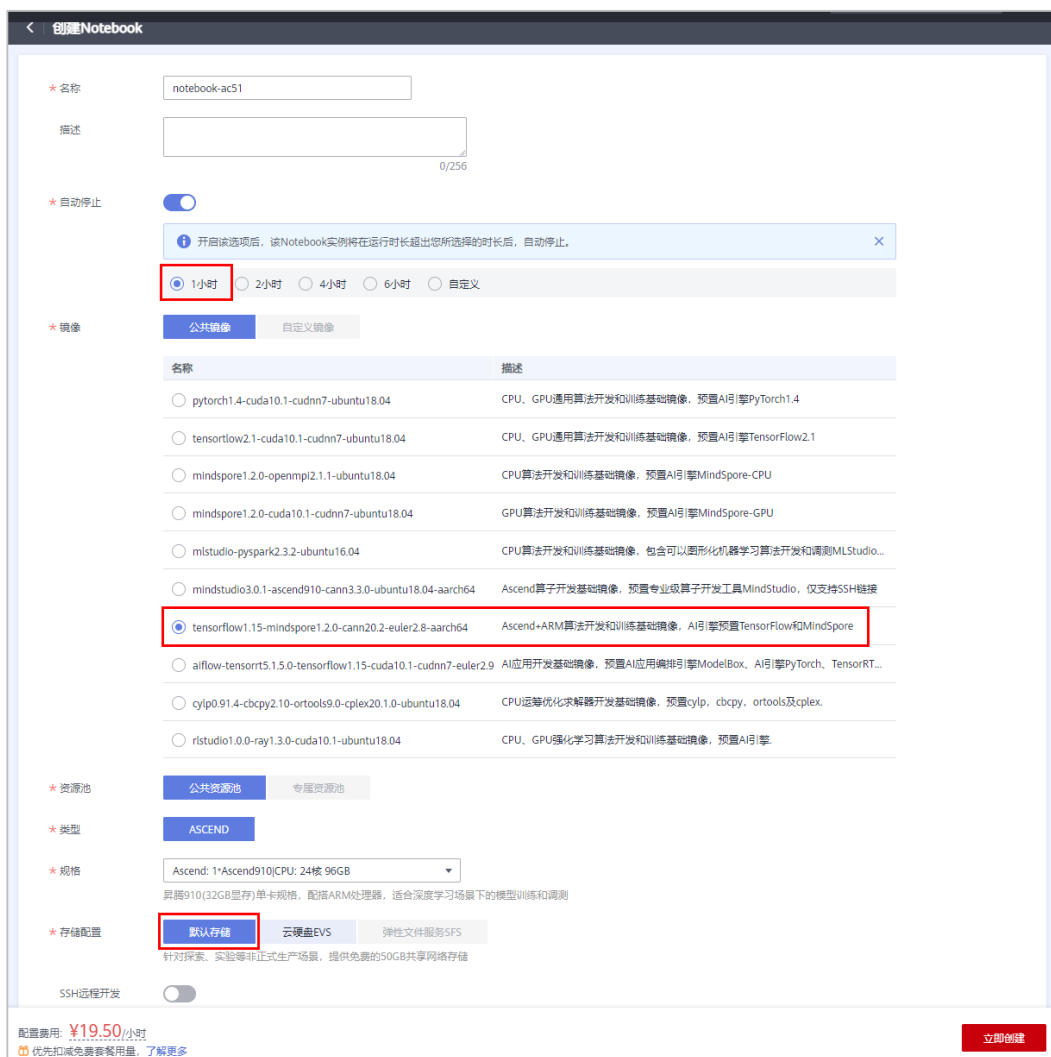 创建Notebook
* 名称 notebook-ac51
描述
0/256
* 自动停止
开启该选项后，该Notebook实例将在运行时长超出您所选择的时长后，自动停止。
1小时 2小时 4小时 6小时 自定义
* 镜像 公共镜像 自定义镜像
名称 描述
pytorch1.4-cuda10.1-cudnn7-ubuntu18.04 CPU、GPU通用算法开发和训练基础镜像，预置AI引擎PyTorch1.4
tensortlow2.1-cuda10.1-cudnn7-ubuntu18.04 CPU、GPU通用算法开发和训练基础镜像，预置AI引擎TensorFlow2.1
mindspore1.2.0-openmpi2.1.1-ubuntu18.04 CPU算法开发和训练基础镜像，预置AI引擎MindSpore-CPU
mindspore1.2.0-cuda10.1-cudnn7-ubuntu18.04 GPU算法开发和训练基础镜像，预置AI引擎MindSpore-GPU
mlstudio-pyspark2.3.2-ubuntu16.04 CPU算法开发和训练基础镜像，包含可以图形化机器学习算法开发和调测MLStudio...
mindstudio3.0.1-ascend910-cann3.3.0-ubuntu18.04-aarch64 Ascend算子开发基础镜像，预置专业级算子开发工具MindStudio，仅支持SSH链接
tensorflow1.15-mindspore1.2.0-cann20.2-euler2.8-aarch64 Ascend+ARM算法开发和训练基础镜像，AI引擎预置TensorFlow和MindSpore
aiflow-tensorrt5.1.5.0-tensorflow1.15-cuda10.1-cudnn7-euler2.9 AI应用开发基础镜像，预置AI应用编排引擎ModelBox、AI引擎PyTorch、TensorRT...
cylp0.91.4-cbcpy2.10-ortools9.0-cplex20.1.0-ubuntu18.04 CPU运筹优化求解器开发基础镜像，预置cylp，cbcpy，ortools及cplex.
rlstudio1.0.0-ray1.3.0-cuda10.1-ubuntu18.04 CPU、GPU强化学习算法开发和训练基础镜像，预置AI引擎.
* 资源池 公共资源池 专属资源池
* 类型 ASCEND
* 规格 Ascend: 1*Ascend910|CPU: 24核 96GB
昇腾910(32GB显存)单卡规格，配搭ARM处理器，适合深度学习场景下的模型训练和调测
* 存储配置 默认存储 云硬盘EVS 弹性文件服务SFS
针对探索、实验等非正式生产场景，提供免费的50GB共享网络存储
SSH远程开发
配置费用: ¥19.50/小时
优先扣减免费套餐用量，了解更多
立即创建